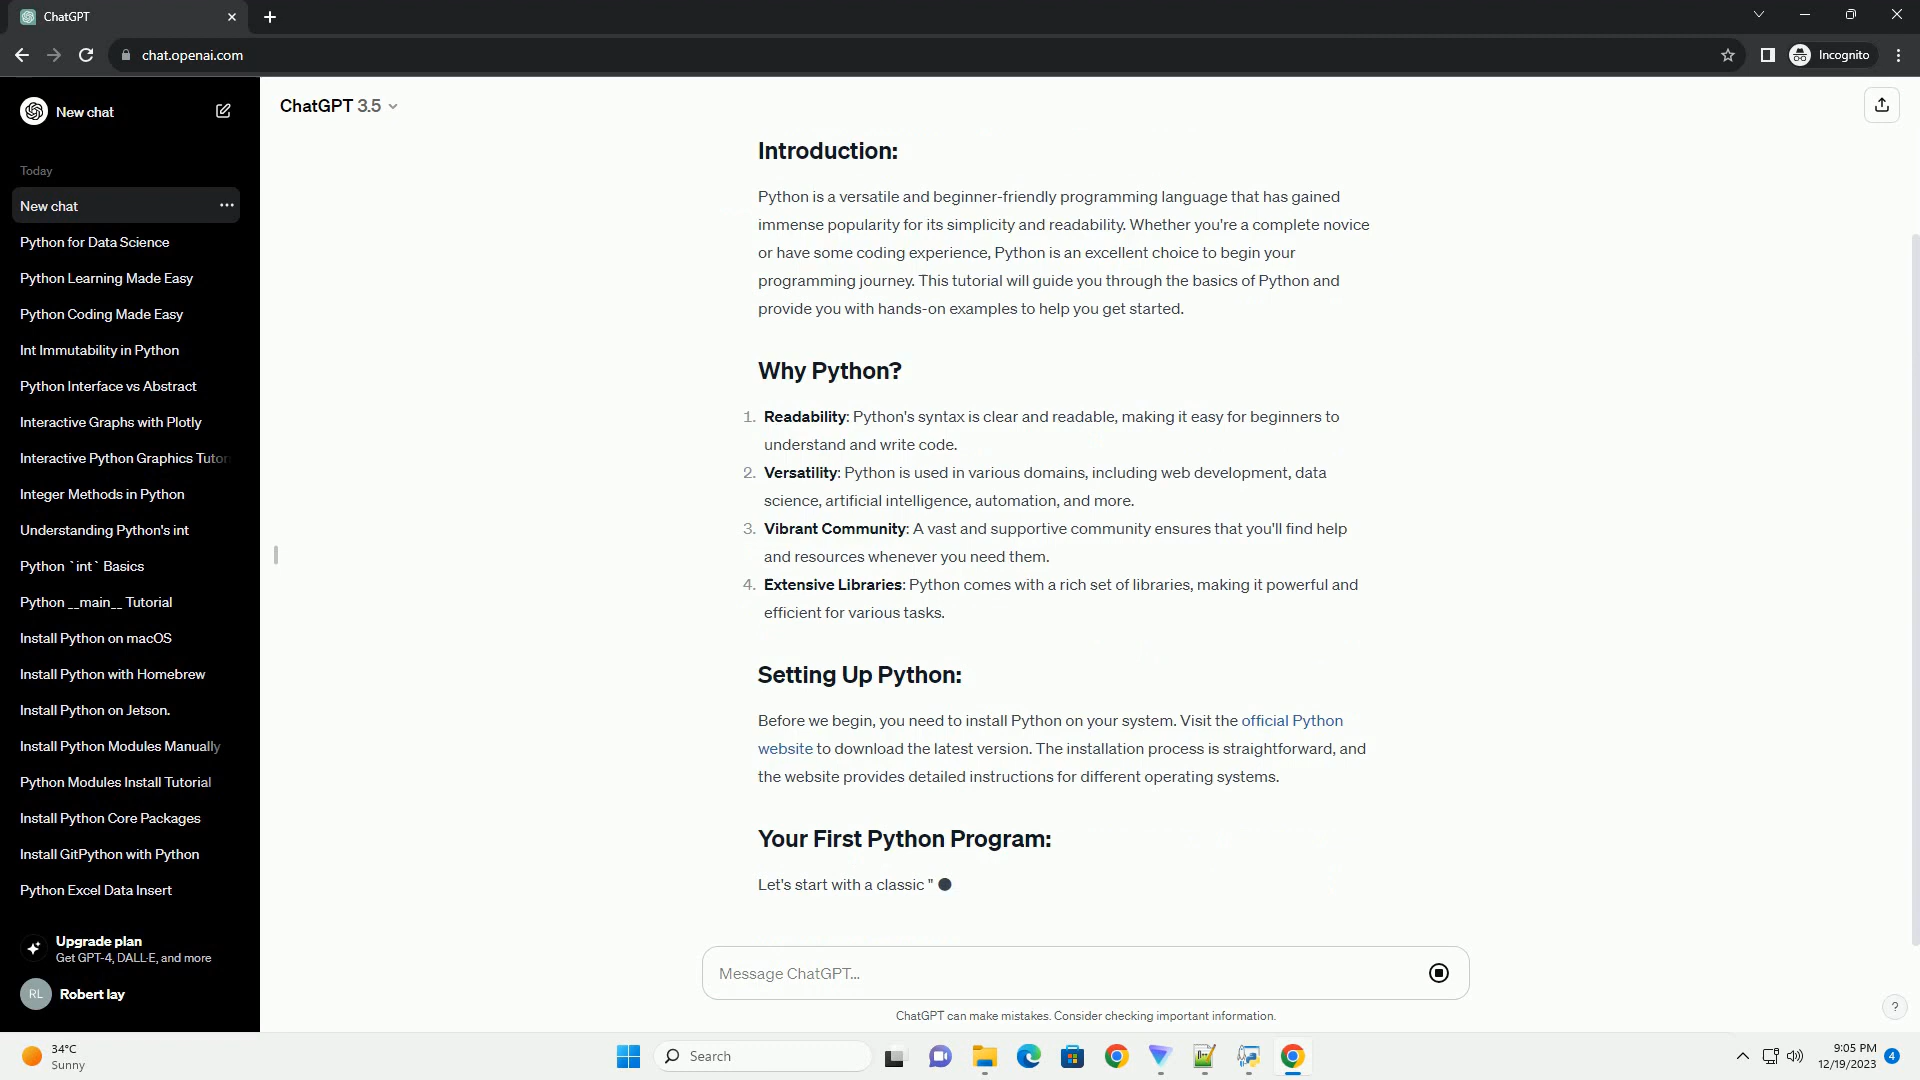 ChatGPT
chat.openai.com
Incognito
New chat
Today
New chat
Python for Data Science
Python Learning Made Easy
Python Coding Made Easy
Int Immutability in Python
Python Interface vs Abstract
Interactive Graphs with Plotly
Interactive Python Graphics Tutor
Integer Methods in Python
Understanding Python's int
Python `int` Basics
Python __main__ Tutorial
Install Python on macOS
Install Python with Homebrew
Install Python on Jetson.
Install Python Modules Manually
Python Modules Install Tutorial
Install Python Core Packages
Install GitPython with Python
Python Excel Data Insert
Upgrade plan
Get GPT-4, DALL·E, and more
RL
Robert lay
ChatGPT 3.5
Introduction:
Python is a versatile and beginner-friendly programming language that has gained
immense popularity for its simplicity and readability. Whether you're a complete novice
or have some coding experience, Python is an excellent choice to begin your
programming journey. This tutorial will guide you through the basics of Python and
provide you with hands-on examples to help you get started.
Why Python?
1. Readability: Python's syntax is clear and readable, making it easy for beginners to
understand and write code.
2. Versatility: Python is used in various domains, including web development, data
science, artificial intelligence, automation, and more.
3. Vibrant Community: A vast and supportive community ensures that you'll find help
and resources whenever you need them.
4. Extensive Libraries: Python comes with a rich set of libraries, making it powerful and
efficient for various tasks.
Setting Up Python:
Before we begin, you need to install Python on your system. Visit the official Python
website to download the latest version. The installation process is straightforward, and
the website provides detailed instructions for different operating systems.
Your First Python Program:
Let's start with a classic "
Message ChatGPT...
ChatGPT can make mistakes. Consider checking important information.
?
34°C
Sunny
Search
9:05 PM
12/19/2023
4